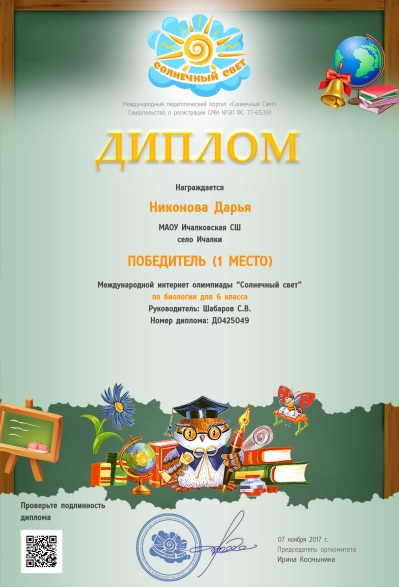 СОЛНЕЧНЫЙ СВЕТ
Международный педагогический портал «Солнечный Свет»
Свидетельство о регистрации СМИ №ЭЛ ФС 77-65391
ДИПЛОМ
Награждается
Никонова Дарья
МАОУ Ичалковская СШ
село Ичалки
ПОБЕДИТЕЛЬ (1 МЕСТО)
Международной интернет олимпиады "Солнечный свет"
по биологии для 6 класса
Руководитель: Шабаров С.В.
Номер диплома: ДО425049
Проверьте подлинность
диплома
07 ноября 2017 г.
Председатель оргкомитета
Ирина Космынина